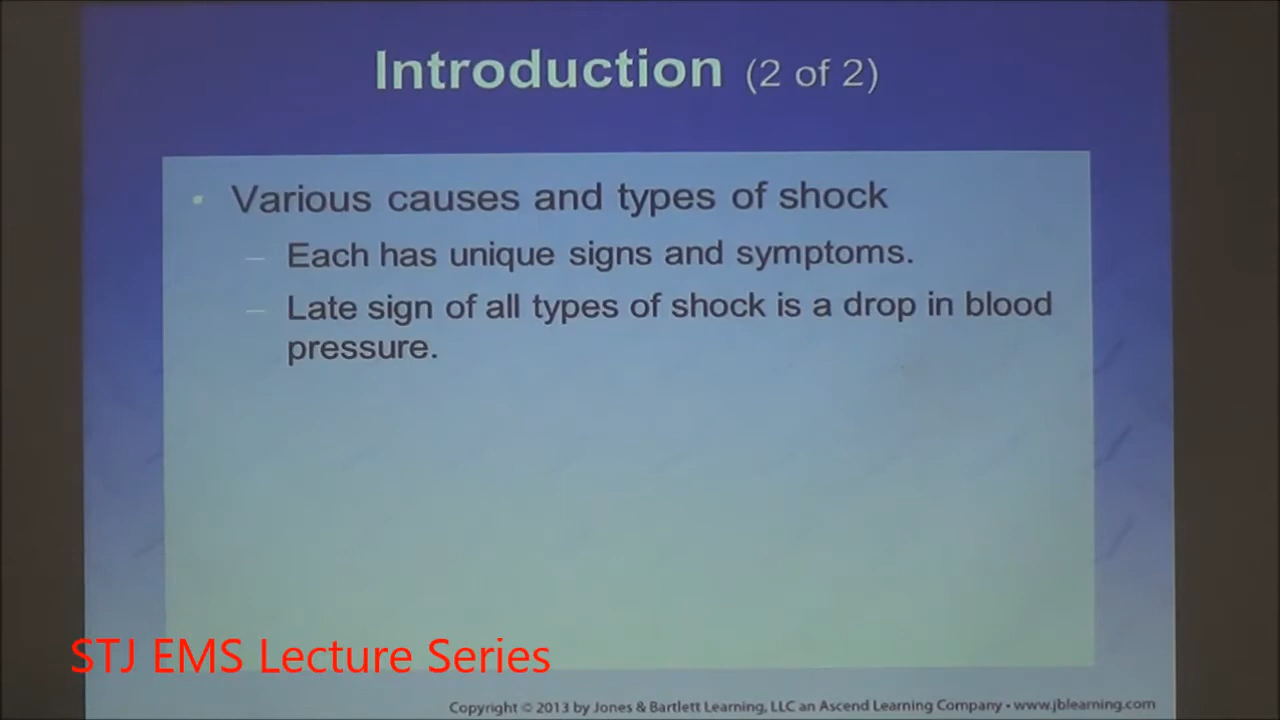 Introduction (2 of 2)
• Various causes and types of shock
– Each has unique signs and symptoms.
– Late sign of all types of shock is a drop in blood
pressure.
STJ EMS Lecture Series
Copyright © 2013 by Jones & Bartlett Learning, LLC an Ascend Learning Company • www.jblearning.com